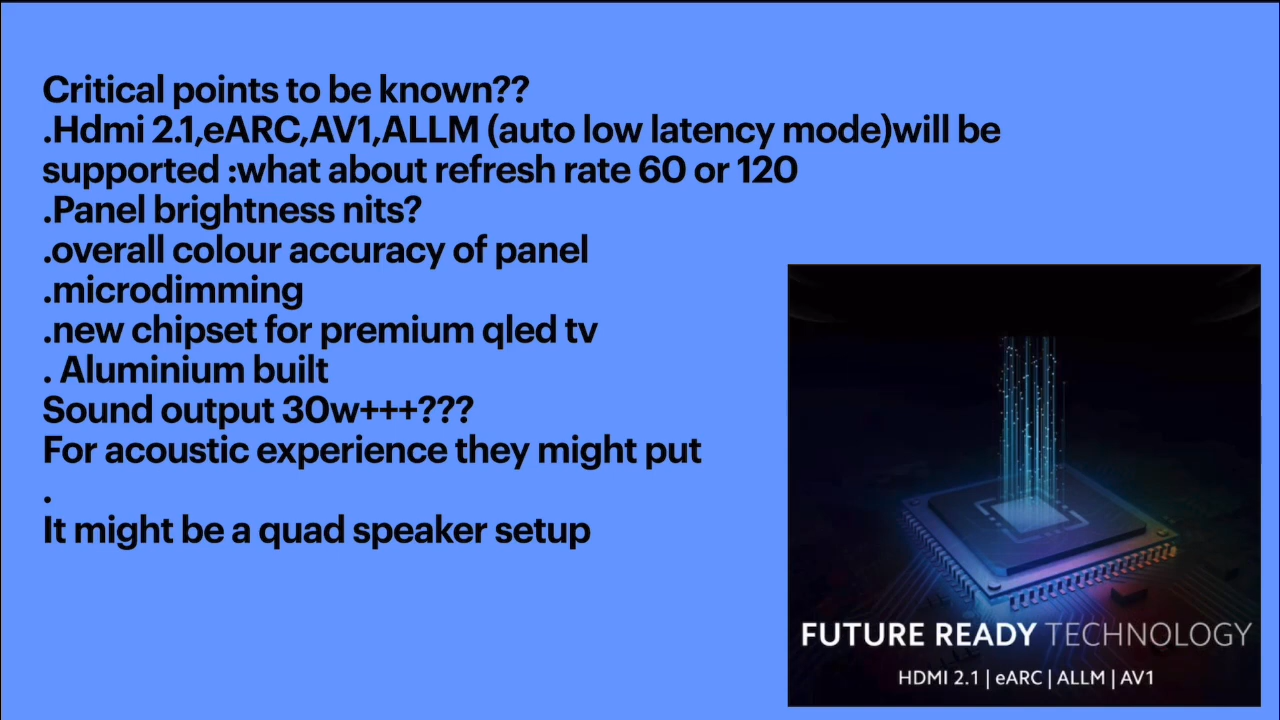 Critical points to be known??
.Hdmi 2.1,eARC,AV1,ALLM (auto low latency mode)will be
supported :what about refresh rate 60 or 120
.Panel brightness nits?
.overall colour accuracy of panel
.microdimming
.new chipset for premium qled tv
. Aluminium built
Sound output 30w+++???
For acoustic experience they might put
.
It might be a quad speaker setup
FUTURE READY TECHNOLOGY
HDMI 2.1 | eARC | ALLM | AV1